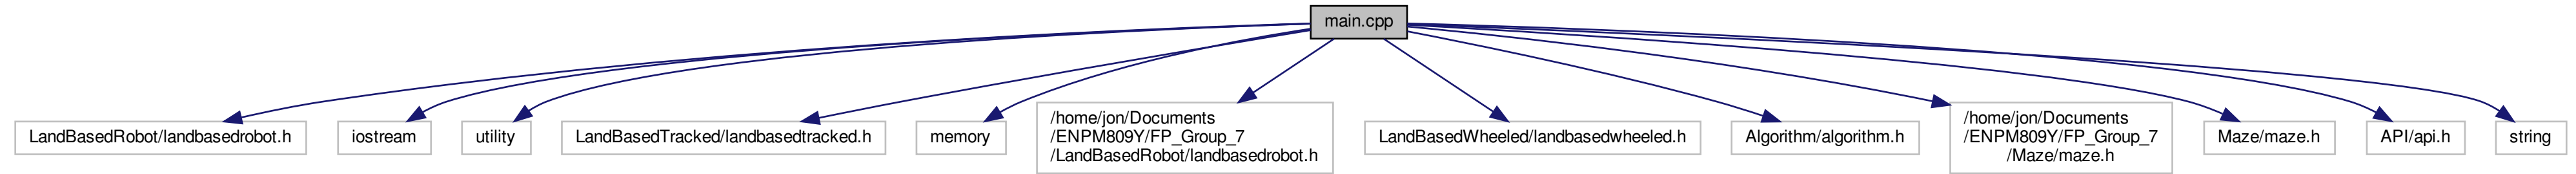 main.cpp
LandBasedRobot/landbasedrobot.h
iostream
utility
LandBasedTracked/landbasedtracked.h
memory
/home/jon/Documents
/ENPM809Y/FP_Group_7
/LandBasedRobot/landbasedrobot.h
LandBasedWheeled/landbasedwheeled.h
Algorithm/algorithm.h
/home/jon/Documents
/ENPM809Y/FP_Group_7
/Maze/maze.h
Maze/maze.h
API/api.h
string